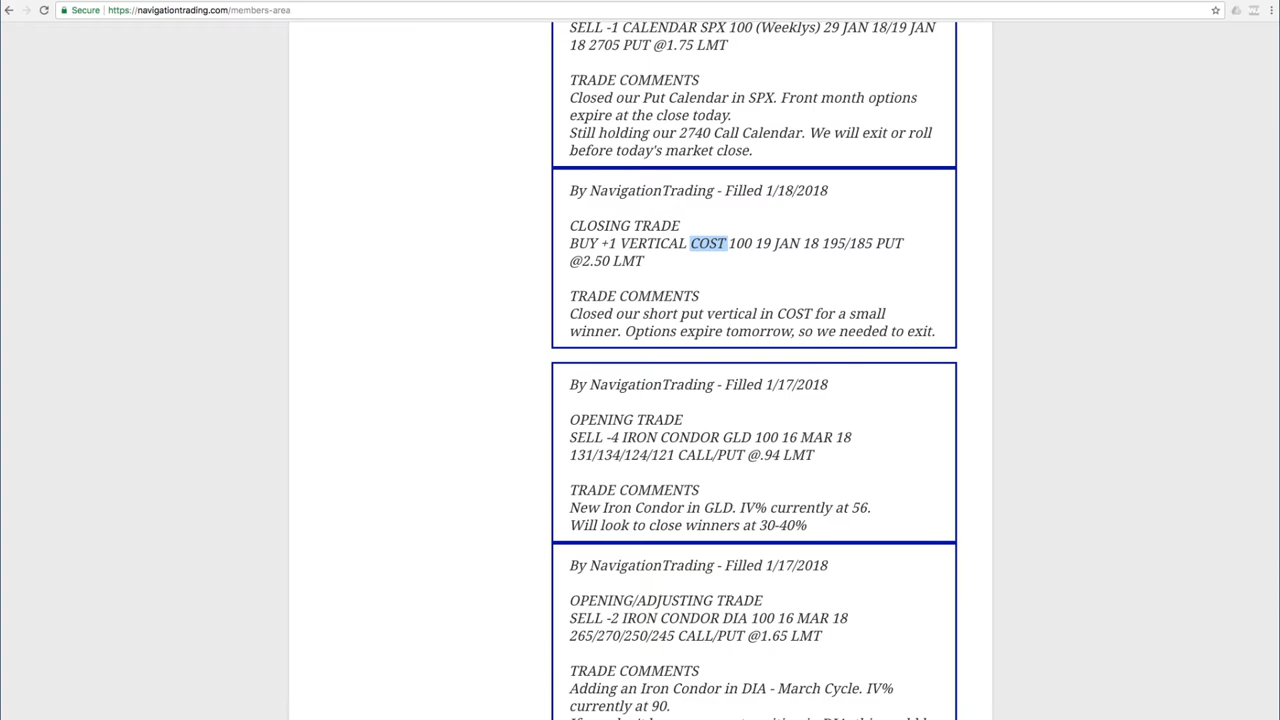 Secure https://navigationtrading.com/members-area
SELL -1 CALENDAR SPX 100 (Weeklys) 29 JAN 18/19 JAN
18 2705 PUT @1.75 LMT
TRADE COMMENTS
Closed our Put Calendar in SPX. Front month options
expire at the close today.
Still holding our 2740 Call Calendar. We will exit or roll
before today's market close.
By NavigationTrading - Filled 1/18/2018
CLOSING TRADE
BUY +1 VERTICAL COST 100 19 JAN 18 195/185 PUT
@2.50 LMT
TRADE COMMENTS
Closed our short put vertical in COST for a small
winner. Options expire tomorrow, so we needed to exit.
By NavigationTrading - Filled 1/17/2018
OPENING TRADE
SELL -4 IRON CONDOR GLD 100 16 MAR 18
131/134/124/121 CALL/PUT @.94 LMT
TRADE COMMENTS
New Iron Condor in GLD. IV% currently at 56.
Will look to close winners at 30-40%
By NavigationTrading - Filled 1/17/2018
OPENING/ADJUSTING TRADE
SELL -2 IRON CONDOR DIA 100 16 MAR 18
265/270/250/245 CALL/PUT @1.65 LMT
TRADE COMMENTS
Adding an Iron Condor in DIA - March Cycle. IV%
currently at 90.